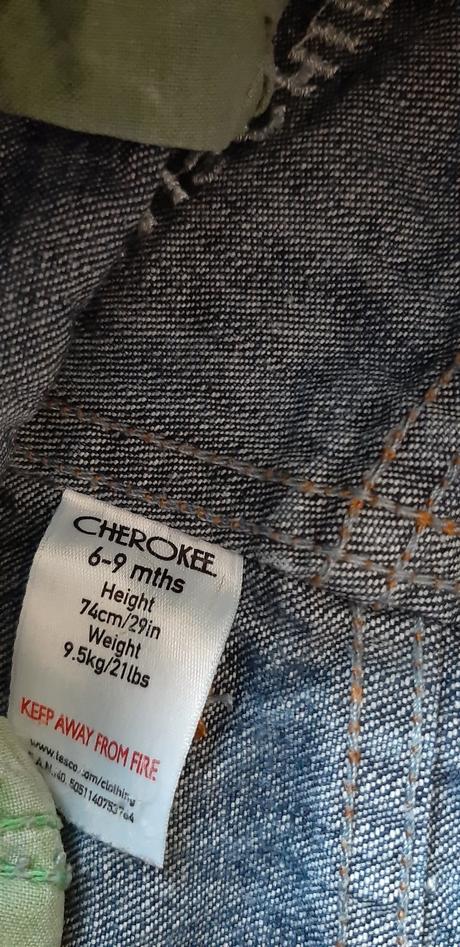 CHEROKEE
6-9 mths
Height
74cm/29in
Weight
9.5kg/21lbs
KEEP AWAY FROM FIRE
www.tesco.com/clothing
E.A.N.NO.